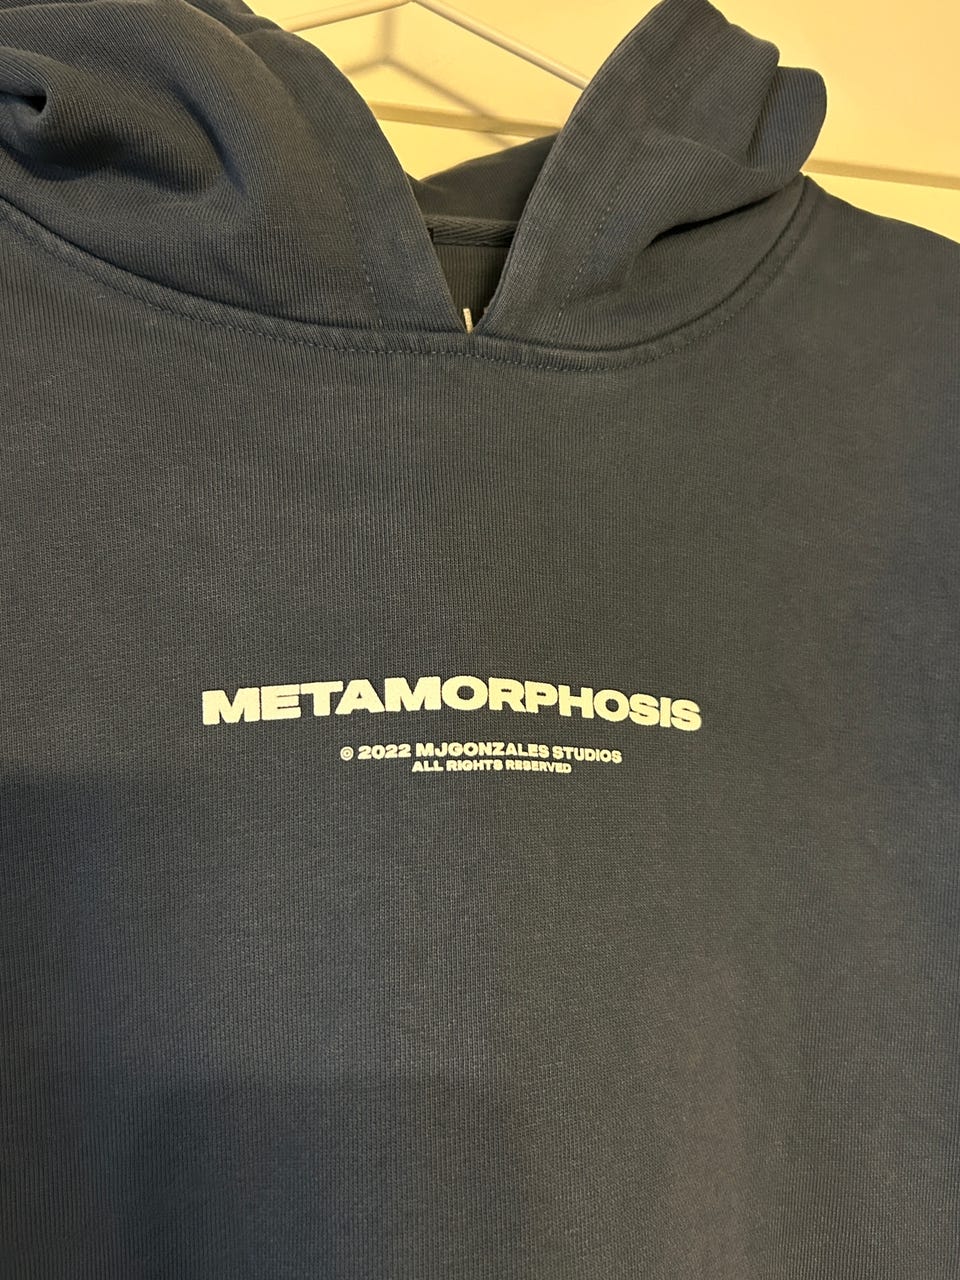 METAMORPHOSIS
© 2022 MJGONZALES STUDIOS
ALL RIGHTS RESERVED